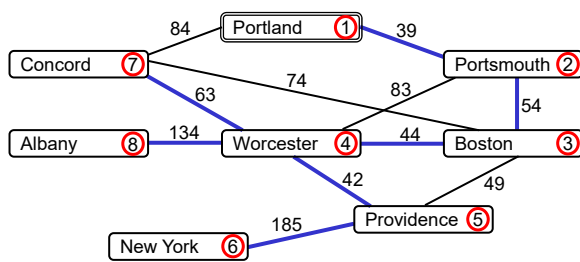 84
Portland 1
39
Concord 7
Portsmouth 2
74
83
63
54
Albany 8
134
Worcester 4
44
Boston 3
42
49
Providence 5
185
New York 6